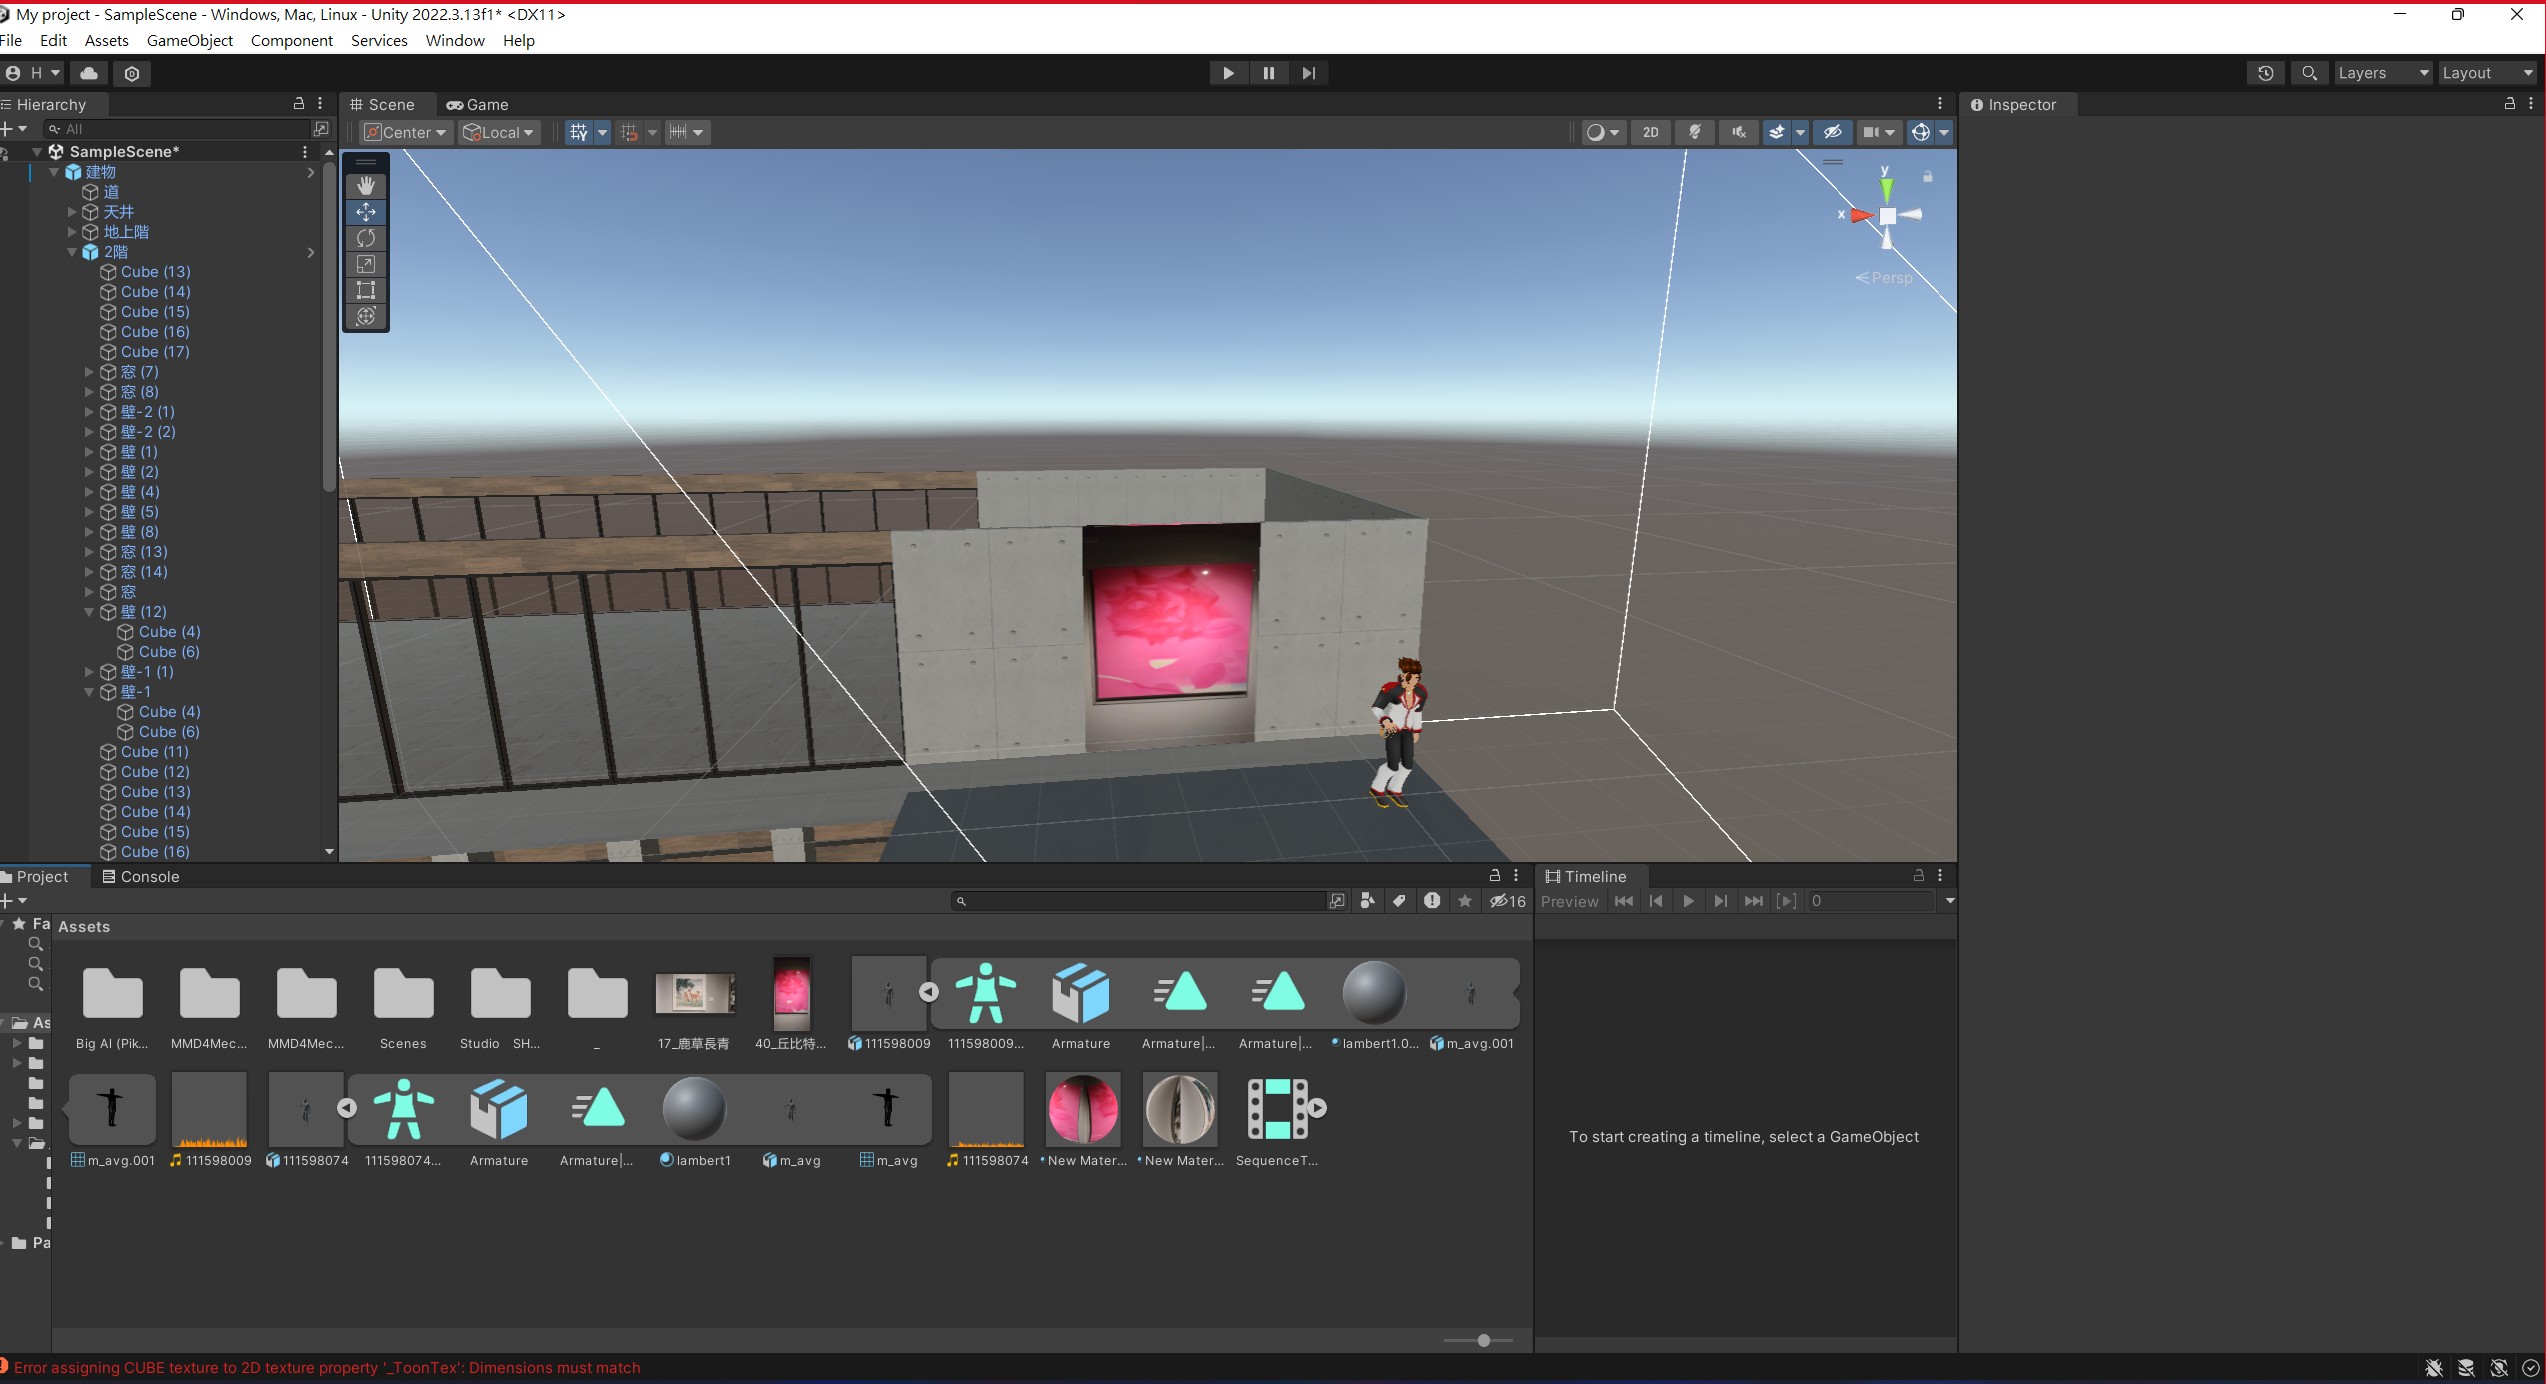 My project - SampleScene - Windows, Mac, Linux - Unity 2022.3.13f1* <DX11>
File Edit Assets GameObject Component Services Window Help
H
Layers
Layout
Hierarchy
Scene
Game
Inspector
All
Center
Local
2D
SampleScene*
建物
道
天井
地上階
2階
Cube (13)
Cube (14)
Cube (15)
Cube (16)
Cube (17)
窓 (7)
窓 (8)
壁-2 (1)
壁-2 (2)
壁 (1)
壁 (2)
壁 (4)
壁 (5)
壁 (8)
窓 (13)
窓 (14)
窓
壁 (12)
Cube (4)
Cube (6)
壁-1 (1)
壁-1
Cube (4)
Cube (6)
Cube (11)
Cube (12)
Cube (13)
Cube (14)
Cube (15)
Cube (16)
y
x
Persp
Project
Console
16
Fa
As
Pa
Assets
Big Al (Pik...
MMD4Mec...
MMD4Mec...
Scenes
Studio SH...
_
17_鹿草長青
40_丘比特...
111598009
111598009...
Armature
Armature|...
Armature|...
lambert1.0...
m_avg.001
m_avg.001
111598009
111598074
111598074...
Armature
Armature|...
lambert1
m_avg
m_avg
111598074
New Mater...
New Mater...
SequenceT...
Timeline
Preview
0
To start creating a timeline, select a GameObject
Error assigning CUBE texture to 2D texture property '_ToonTex': Dimensions must match